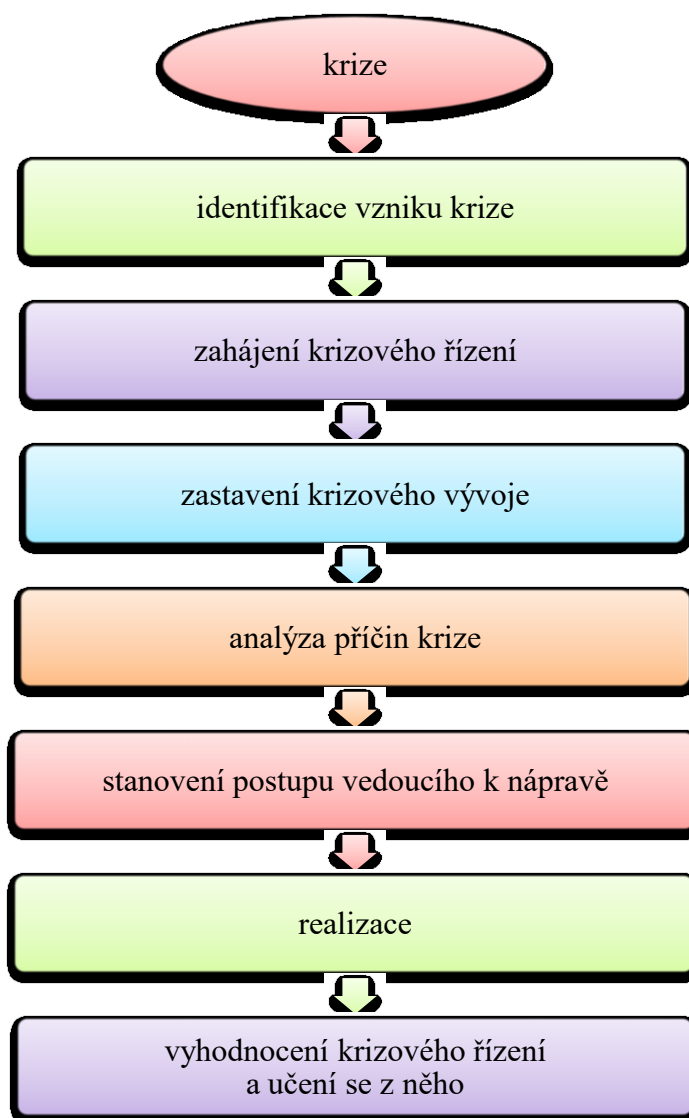 krize
identifikace vzniku krize
zahájení krizového řízení
zastavení krizového vývoje
analýza příčin krize
stanovení postupu vedoucího k nápravě
realizace
vyhodnocení krizového řízení
a učení se z něho